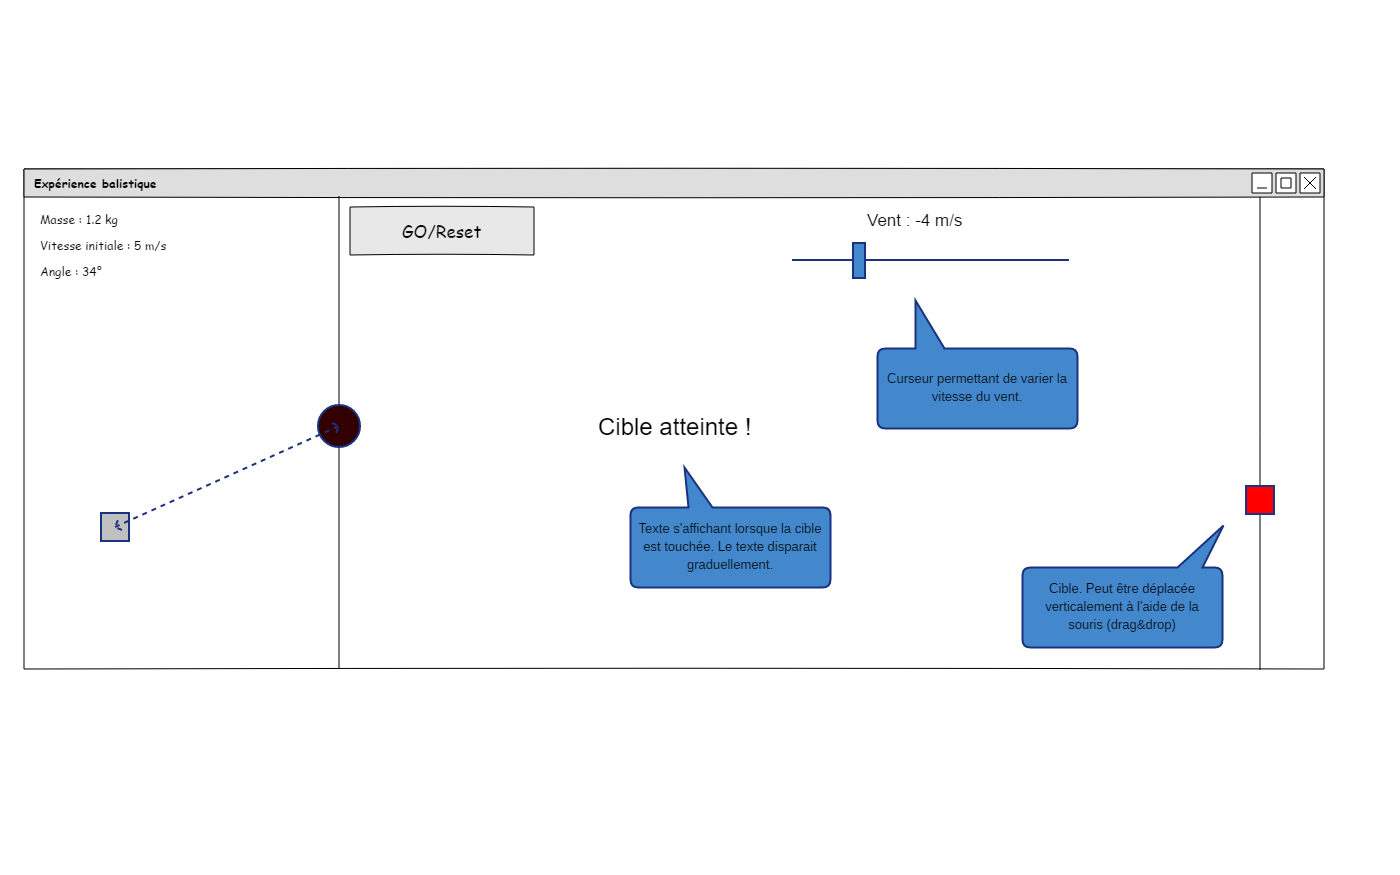 Expérience balistique
Masse : 1.2 kg
Vitesse initiale : 5 m/s
Angle : 34°
GO/Reset
Vent : -4 m/s
Curseur permettant de varier la
vitesse du vent.
Cible atteinte !
Texte s'affichant lorsque la cible
est touchée. Le texte disparait
graduellement.
Cible. Peut être déplacée
verticalement à l'aide de la
souris (drag&drop)